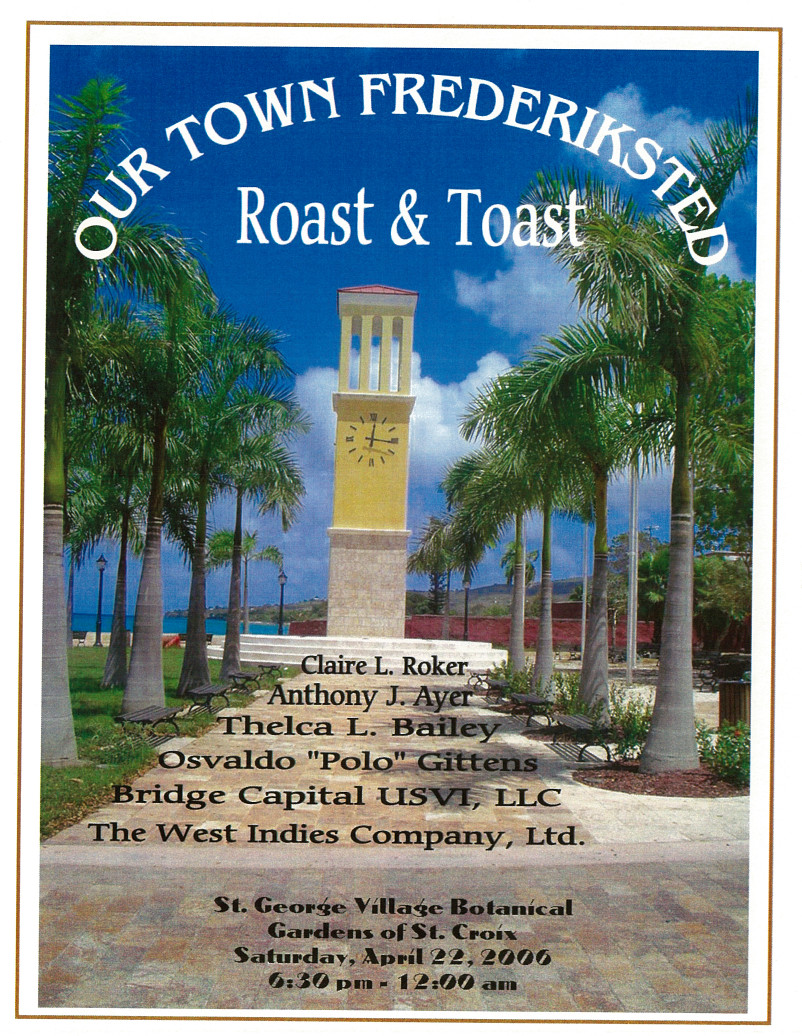 OUR TOWN FREDERIKSTED
Roast & Toast
XII
III
Claire L. Roker
Anthony J. Ayer
Thelca L. Bailey
Osvaldo "Polo" Gittens
Bridge Capital USVI, LLC
The West Indies Company, Ltd.
St. George Village Botanical
Gardens of St. Croix
Saturday, April 22, 2006
6:30 pm - 12:00 am